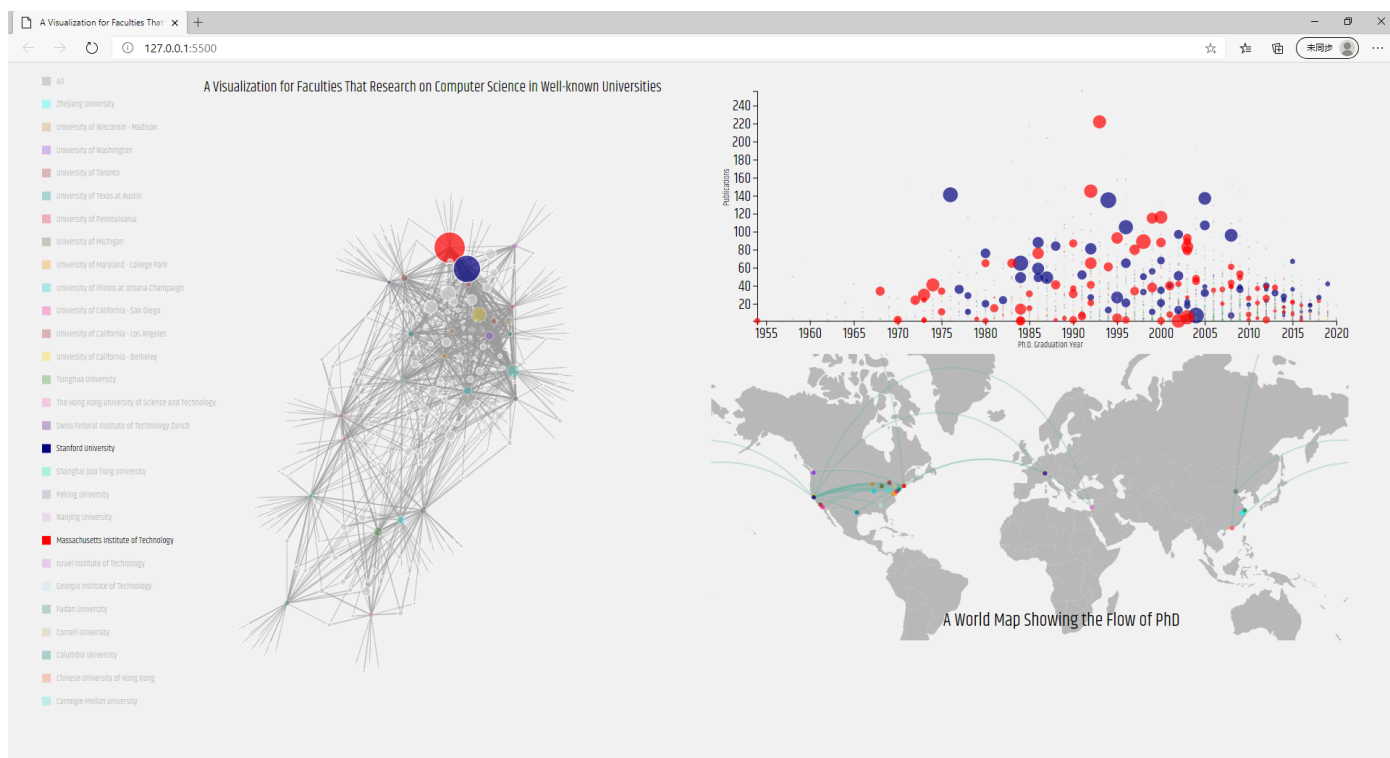 A Visualization for Faculties That
127.0.0.1:5500
未同步
All
Zhejiang University
University of Wisconsin - Madison
University of Washington
University of Toronto
University of Texas at Austin
University of Pennsylvania
University of Michigan
University of Maryland - College Park
University of Illinois at Urbana-Champaign
University of California - San Diego
University of California - Los Angeles
University of California - Berkeley
Tsinghua University
The Hong Kong University of Science and Technology
Swiss Federal Institute of Technology Zurich
Stanford University
Shanghai Jiao Tong University
Peking University
Nanjing University
Massachusetts Institute of Technology
Israel Institute of Technology
Georgia Institute of Technology
Fudan University
Cornell University
Columbia University
Chinese University of Hong Kong
Carnegie Mellon University
A Visualization for Faculties That Research on Computer Science in Well-known Universities
Publications
240
220
200
180
160
140
120
100
80
60
40
20
1955 1960 1965 1970 1975 1980 1985 1990 1995 2000 2005 2010 2015 2020
Ph.D. Graduation Year
A World Map Showing the Flow of PhD